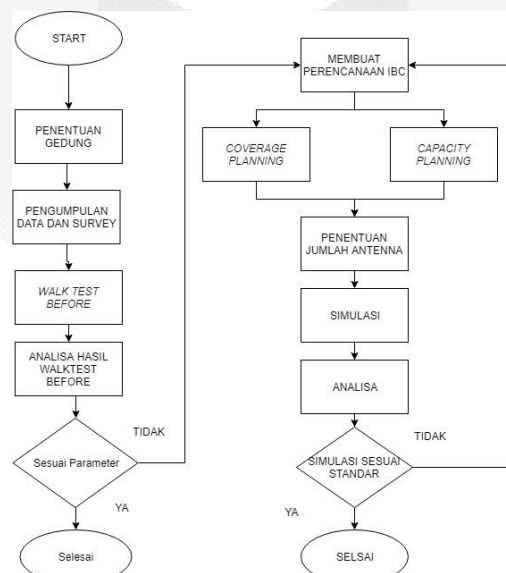 START
PENENTUAN
GEDUNG
PENGUMPULAN
DATA DAN SURVEY
WALK TEST
BEFORE
ANALISA HASIL
WALKTEST
BEFORE
Sesuai Parameter
TIDAK
YA
Selesai
MEMBUAT
PERENCANAAN IBC
COVERAGE
PLANNING
CAPACITY
PLANNING
PENENTUAN
JUMLAH ANTENNA
SIMULASI
ANALISA
SIMULASI SESUAI
STANDAR
TIDAK
YA
SELSAI